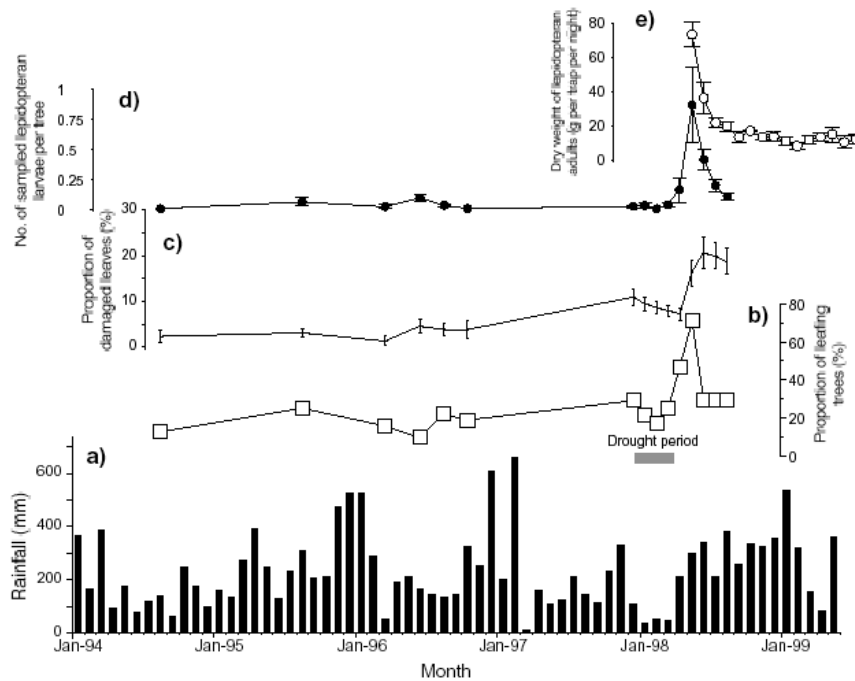 e)
Dry weight of lepidopteran
adults (g per trap per night)
80
60
40
20
0
d)
No. of sampled lepidopteran
larvae per tree
1
0.75
0.5
0.25
0
c)
Proportion of
damaged leaves (%)
30
20
10
0
b)
Proportion of leafing
trees (%)
80
60
40
20
0
Drought period
a)
Rainfall (mm)
600
400
200
0
Jan-94
Jan-95
Jan-96
Jan-97
Jan-98
Jan-99
Month